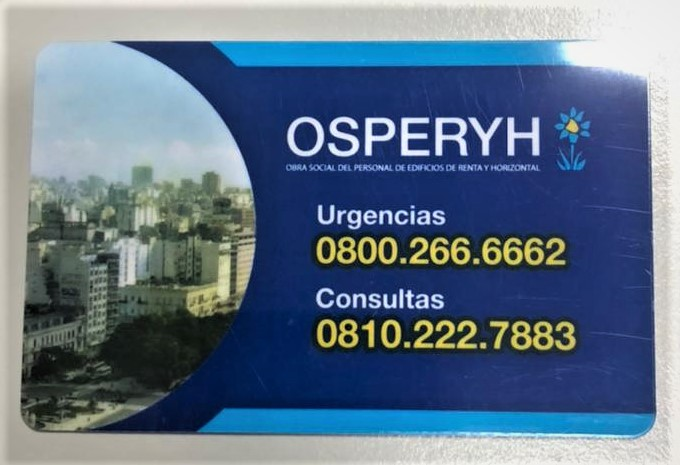 OSPERYH
OBRA SOCIAL DEL PERSONAL DE EDIFICIOS DE RENTA Y HORIZONTAL
Urgencias
0800.266.6662
Consultas
0810.222.7883